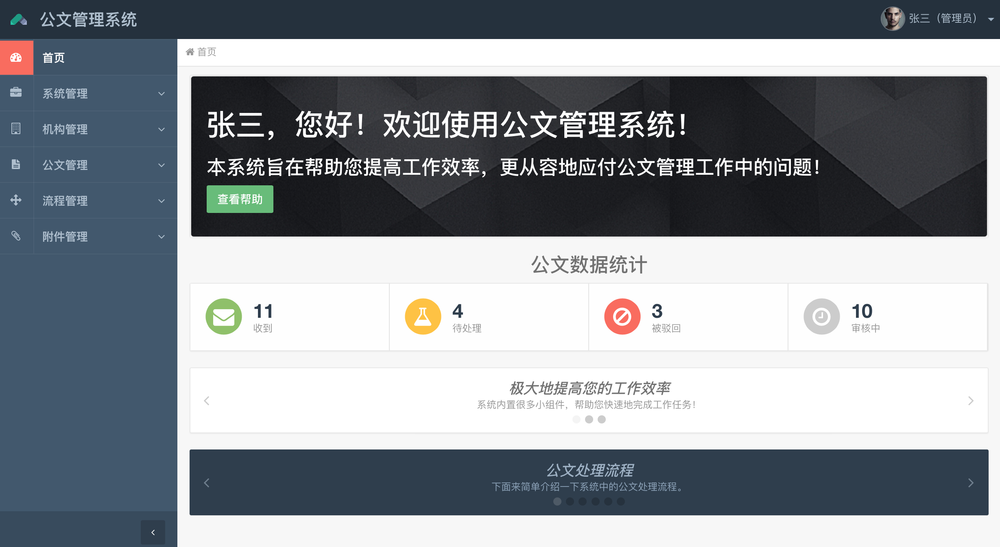 公文管理系统
张三（管理员）
首页
系统管理
机构管理
公文管理
流程管理
附件管理
首页
张三，您好！欢迎使用公文管理系统！
本系统旨在帮助您提高工作效率，更从容地应付公文管理工作中的问题！
查看帮助
公文数据统计
11
收到
4
待处理
3
被驳回
10
审核中
极大地提高您的工作效率
系统内置很多小组件，帮助您快速地完成工作任务！
公文处理流程
下面来简单介绍一下系统中的公文处理流程。